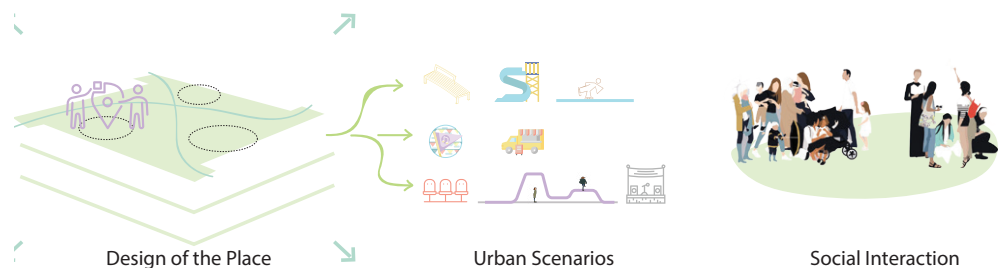 Design of the Place
Urban Scenarios
Social Interaction